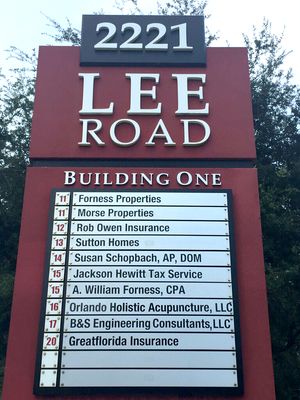 2221
LEE
ROAD
BUILDING ONE
11 Forness Properties
11 Morse Properties
12 Rob Owen Insurance
13 Sutton Homes
14 Susan Schopbach, AP, DOM
15 Jackson Hewitt Tax Service
15 A. William Forness, CPA
16 Orlando Holistic Acupuncture, LLC
17 B&S Engineering Consultants, LLC
20 Greatflorida Insurance